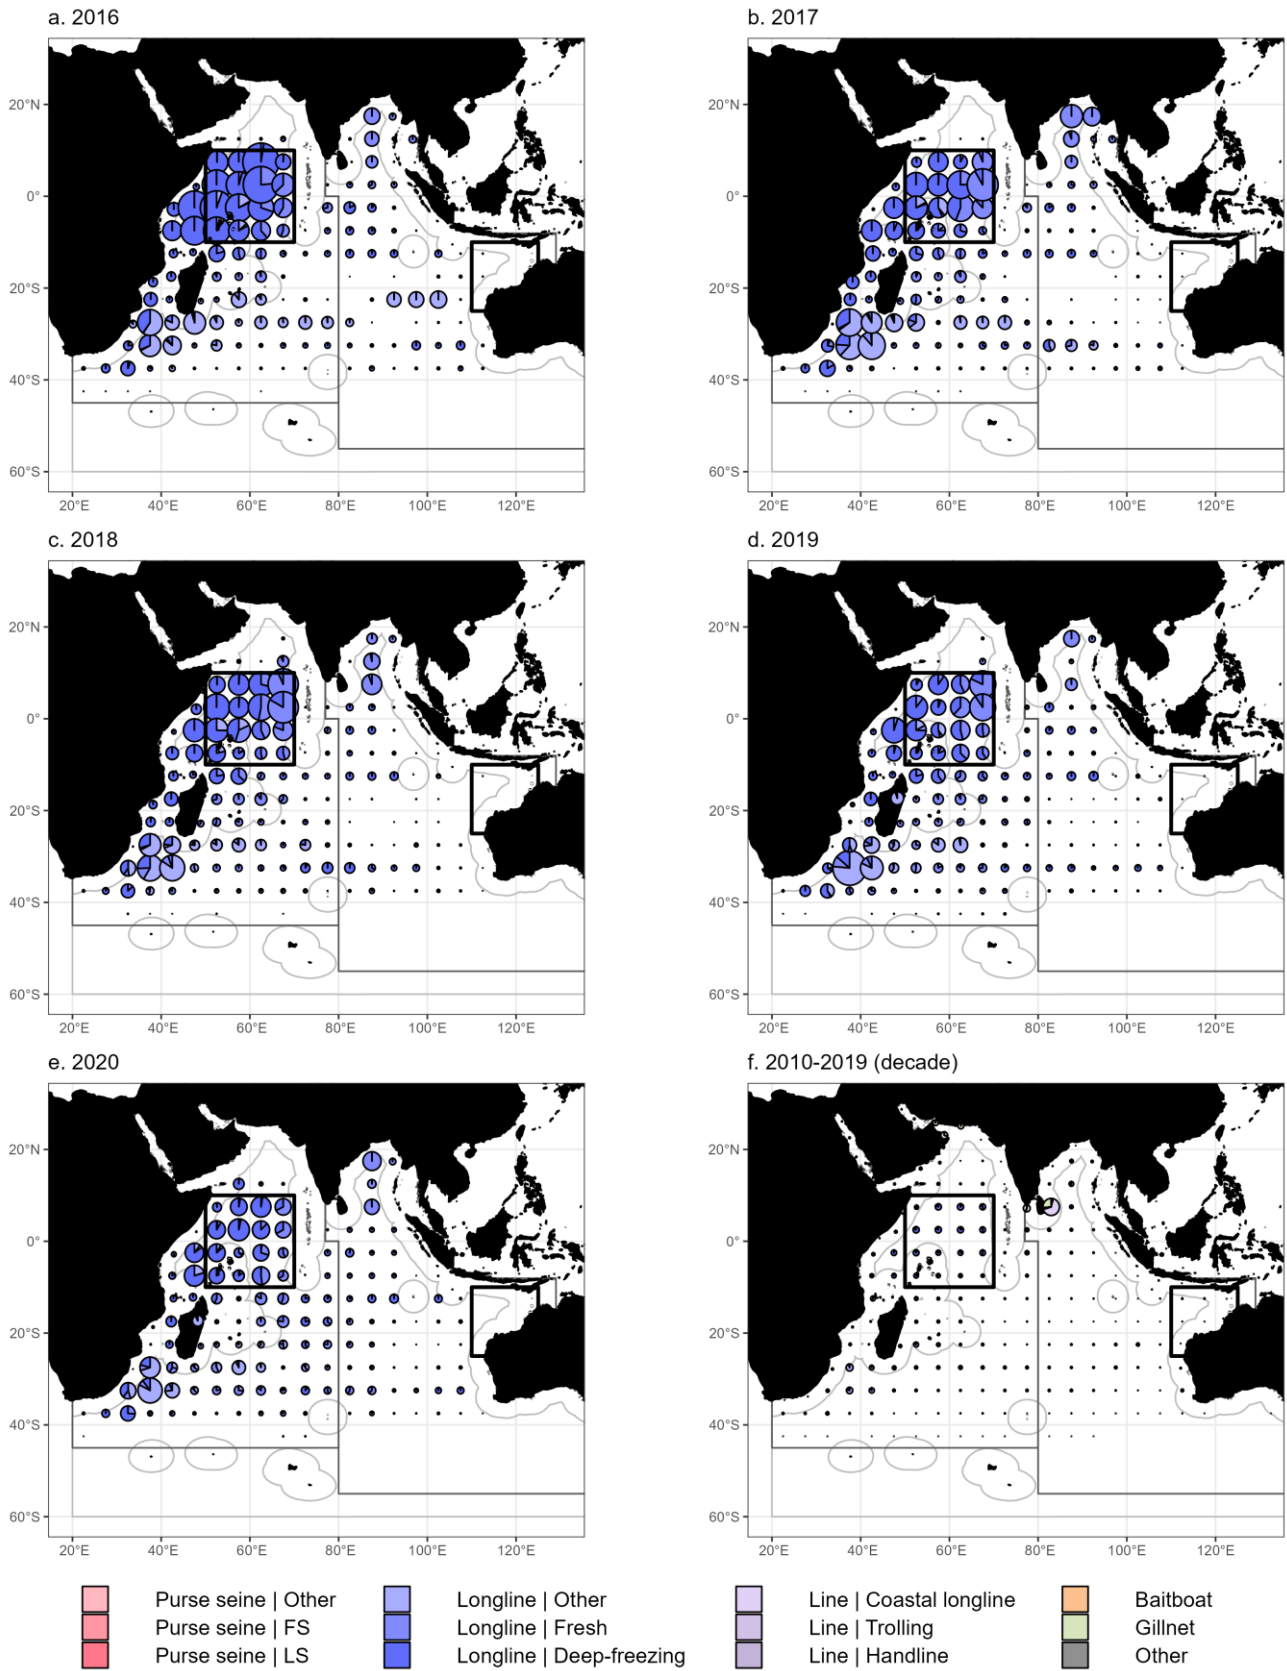 a. 2016
b. 2017
20°N
0°
20°S
40°S
60°S
20°E 40°E 60°E 80°E 100°E 120°E
20°N
0°
20°S
40°S
60°S
20°E 40°E 60°E 80°E 100°E 120°E
c. 2018
d. 2019
20°N
0°
20°S
40°S
60°S
20°E 40°E 60°E 80°E 100°E 120°E
20°N
0°
20°S
40°S
60°S
20°E 40°E 60°E 80°E 100°E 120°E
e. 2020
f. 2010-2019 (decade)
20°N
0°
20°S
40°S
60°S
20°E 40°E 60°E 80°E 100°E 120°E
20°N
0°
20°S
40°S
60°S
20°E 40°E 60°E 80°E 100°E 120°E
Purse seine | Other
Purse seine | FS
Purse seine | LS
Longline | Other
Longline | Fresh
Longline | Deep-freezing
Line | Coastal longline
Line | Trolling
Line | Handline
Baitboat
Gillnet
Other